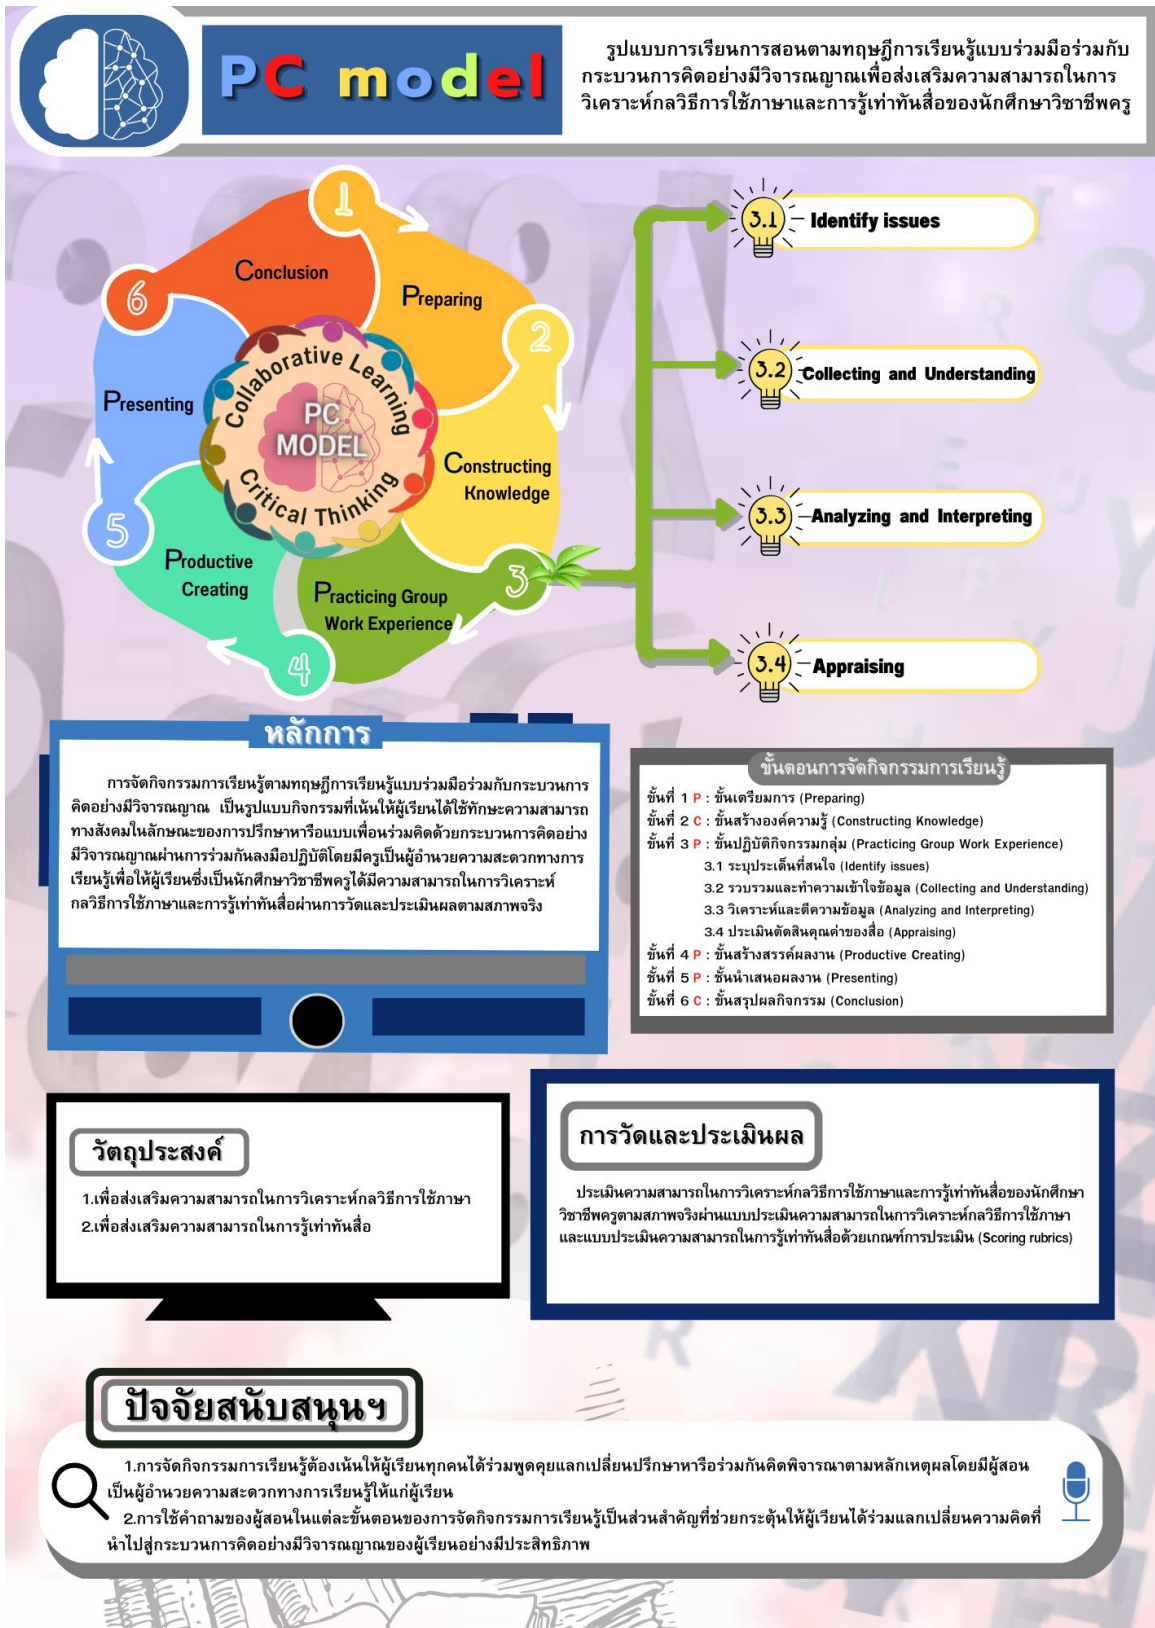 PC model
รูปแบบการเรียนการสอนตามทฤษฎีการเรียนรู้แบบร่วมมือร่วมกับ
กระบวนการคิดอย่างมีวิจารณญาณเพื่อส่งเสริมความสามารถในการ
วิเคราะห์กลวิธีการใช้ภาษาและการรู้เท่าทันสื่อของนักศึกษาวิชาชีพครู
1
Preparing
2
Constructing
Knowledge
3
Practicing Group
Work Experience
4
Productive
Creating
5
Presenting
6
Conclusion
Collaborative Learning
PC
MODEL
Critical Thinking
3.1
Identify issues
3.2
Collecting and Understanding
3.3
Analyzing and Interpreting
3.4
Appraising
หลักการ
การจัดกิจกรรมการเรียนรู้ตามทฤษฎีการเรียนรู้แบบร่วมมือร่วมกับกระบวนการ
คิดอย่างมีวิจารณญาณ เป็นรูปแบบกิจกรรมที่เน้นให้ผู้เรียนได้ใช้ทักษะความสามารถ
ทางสังคมในลักษณะของการปรึกษาหารือแบบเพื่อนร่วมคิดด้วยกระบวนการคิดอย่าง
มีวิจารณญาณผ่านการร่วมกันลงมือปฏิบัติโดยมีครูเป็นผู้อำนวยความสะดวกทางการ
เรียนรู้เพื่อให้ผู้เรียนซึ่งเป็นนักศึกษาวิชาชีพครูได้มีความสามารถในการวิเคราะห์
กลวิธีการใช้ภาษาและการรู้เท่าทันสื่อผ่านการวัดและประเมินผลตามสภาพจริง
ขั้นตอนการจัดกิจกรรมการเรียนรู้
ขั้นที่ 1 P : ขั้นเตรียมการ (Preparing)
ขั้นที่ 2 C : ขั้นสร้างองค์ความรู้ (Constructing Knowledge)
ขั้นที่ 3 P : ขั้นปฏิบัติกิจกรรมกลุ่ม (Practicing Group Work Experience)
3.1 ระบุประเด็นที่สนใจ (Identify issues)
3.2 รวบรวมและทำความเข้าใจข้อมูล (Collecting and Understanding)
3.3 วิเคราะห์และตีความข้อมูล (Analyzing and Interpreting)
3.4 ประเมินตัดสินคุณค่าของสื่อ (Appraising)
ขั้นที่ 4 P : ขั้นสร้างสรรค์ผลงาน (Productive Creating)
ชั้นที่ 5 P : ชั้นนำเสนอผลงาน (Presenting)
ขั้นที่ 6 C : ขั้นสรุปผลกิจกรรม (Conclusion)
วัตถุประสงค์
1.เพื่อส่งเสริมความสามารถในการวิเคราะห์กลวิธีการใช้ภาษา
2.เพื่อส่งเสริมความสามารถในการรู้เท่าทันสื่อ
การวัดและประเมินผล
ประเมินความสามารถในการวิเคราะห์กลวิธีการใช้ภาษาและการรู้เท่าทันสื่อของนักศึกษา
วิชาชีพครูตามสภาพจริงผ่านแบบประเมินความสามารถในการวิเคราะห์กลวิธีการใช้ภาษา
และแบบประเมินความสามารถในการรู้เท่าทันสื่อด้วยเกณฑ์การประเมิน (Scoring rubrics)
ปัจจัยสนับสนุนฯ
1.การจัดกิจกรรมการเรียนรู้ต้องเน้นให้ผู้เรียนทุกคนได้ร่วมพูดคุยแลกเปลี่ยนปรึกษาหารือร่วมกันคิดพิจารณาตามหลักเหตุผลโดยมีผู้สอน
เป็นผู้อำนวยความสะดวกทางการเรียนรู้ให้แก่ผู้เรียน
2.การใช้คำถามของผู้สอนในแต่ละขั้นตอนของการจัดกิจกรรมการเรียนรู้เป็นส่วนสำคัญที่ช่วยกระตุ้นให้ผู้เวียนได้ร่วมแลกเปลี่ยนความคิดที่
นำไปสู่กระบวนการคิดอย่างมีวิจารณญาณของผู้เรียนอย่างมีประสิทธิภาพ